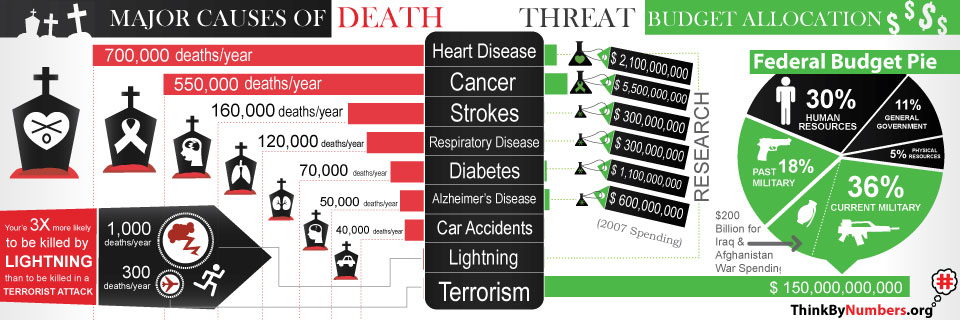 MAJOR CAUSES OF DEATH
THREAT
BUDGET ALLOCATION
$ $ $ $
700,000 deaths/year
550,000 deaths/year
160,000 deaths/year
120,000 deaths/year
70,000 deaths/year
50,000 deaths/year
40,000 deaths/year
Your'e 3X more likely
to be killed by
LIGHTNING
than to be killed in a
TERRORIST ATTACK
1,000
deaths/year
300
deaths/year
Heart Disease
Cancer
Strokes
Respiratory Disease
Diabetes
Alzheimer's Disease
Car Accidents
Lightning
Terrorism
$ 2,100,000,000
$ 5,500,000,000
$ 300,000,000
$ 300,000,000
$ 1,100,000,000
$ 600,000,000
(2007 Spending)
RESEARCH
Federal Budget Pie
30%
HUMAN
RESOURCES
11%
GENERAL
GOVERNMENT
5% PHYSICAL
RESOURCES
PAST 18%
MILITARY
36%
CURRENT MILITARY
$200
Billion for
Iraq &
Afghanistan
War Spending
$ 150,000,000,000
ThinkByNumbers.org
#